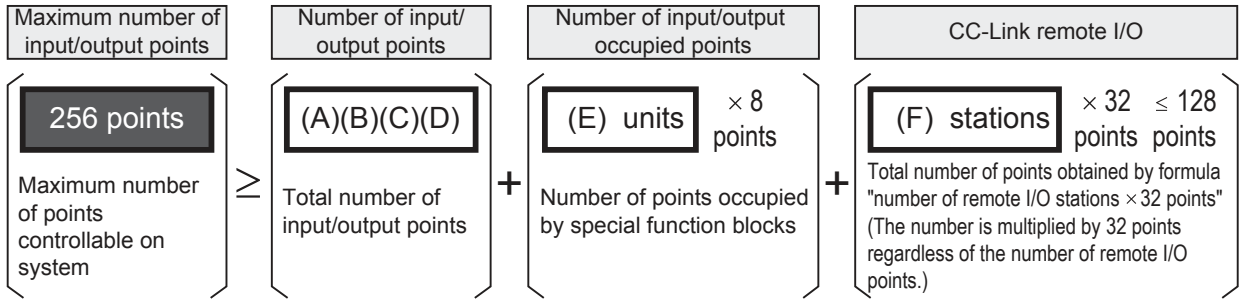 Maximum number of
input/output points
Number of input/
output points
Number of input/output
occupied points
CC-Link remote I/O
256 points
Maximum number
of points
controllable on
system
≥
(A)(B)(C)(D)
Total number of
input/output points
+
(E) units × 8
points
Number of points occupied
by special function blocks
+
(F) stations × 32 ≤ 128
points points
Total number of points obtained by formula
"number of remote I/O stations × 32 points"
(The number is multiplied by 32 points
regardless of the number of remote I/O
points.)